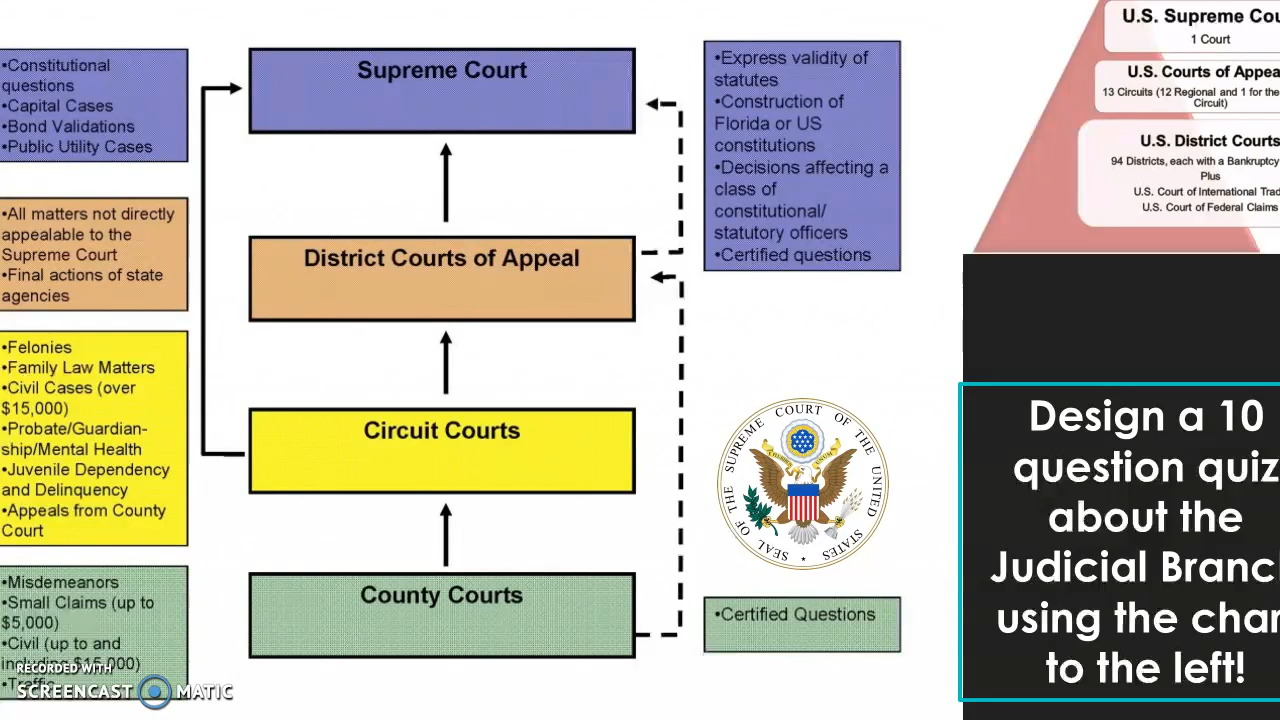 •Constitutional
questions
•Capital Cases
•Bond Validations
•Public Utility Cases
•All matters not directly
appealable to the
Supreme Court
•Final actions of state
agencies
•Felonies
•Family Law Matters
•Civil Cases (over
$15,000)
•Probate/Guardian-
ship/Mental Health
•Juvenile Dependency
and Delinquency
•Appeals from County
Court
•Misdemeanors
•Small Claims (up to
$5,000)
•Civil (up to and
RECORDED WITH
SCREENCAST MATIC
Supreme Court
District Courts of Appeal
Circuit Courts
County Courts
•Express validity of
statutes
•Construction of
Florida or US
constitutions
•Decisions affecting a
class of
constitutional/
statutory officers
•Certified questions
SEAL OF THE SUPREME COURT OF THE UNITED STATES
•Certified Questions
U.S. Supreme
1 Court
U.S. Courts of
13 Circuits (12 Regional and 1 for the
Circuit)
U.S. District Courts
94 Districts, each with a Bankruptcy
Plus
U.S. Court of International
U.S. Court of Federal Claims
Design a 10
question quiz
about the
Judicial
using the
to the left!